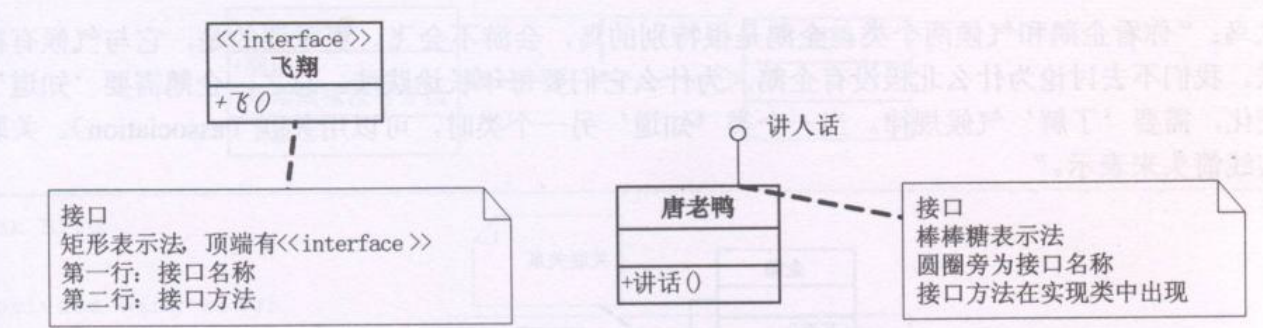 <<interface>>
飞翔
+飞()
讲人话
唐老鸭
+讲话()
接口
矩形表示法, 顶端有<<interface>>
第一行: 接口名称
第二行: 接口方法
接口
棒棒糖表示法
圆圈旁为接口名称
接口方法在实现类中出现